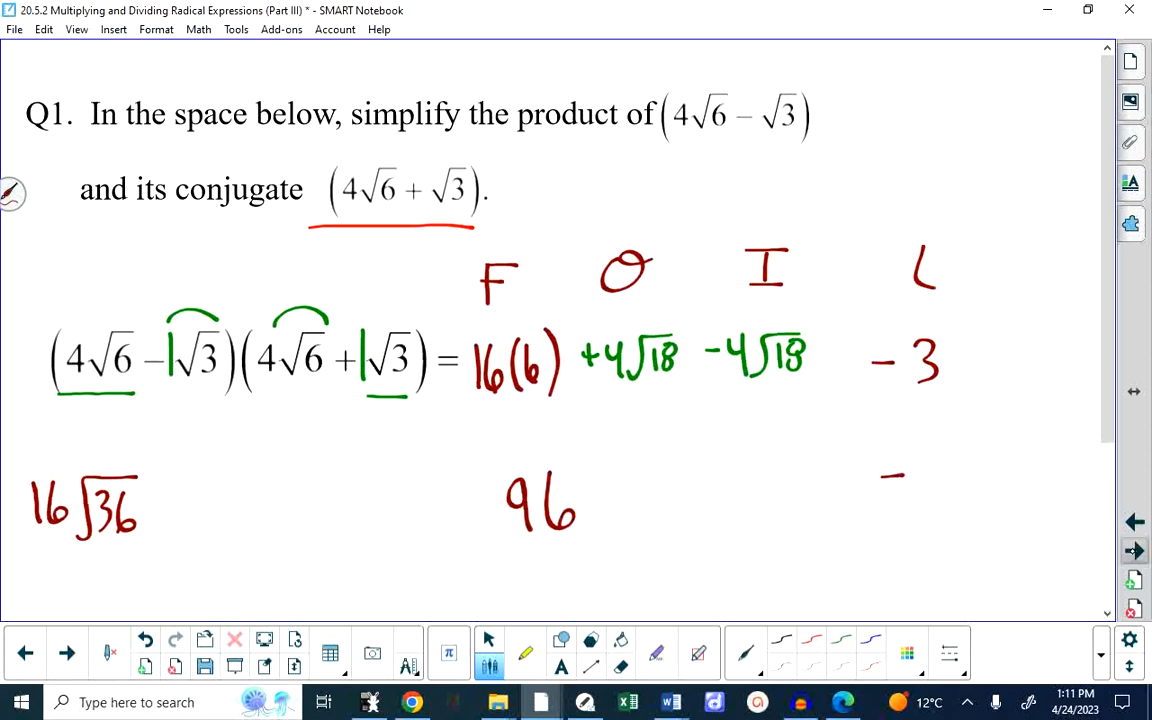 20.5.2 Multiplying and Dividing Radical Expressions (Part III) * - SMART Notebook
File Edit View Insert Format Math Tools Add-ons Account Help
Q1. In the space below, simplify the product of (4√6 – √3)
and its conjugate (4√6 + √3).
F O I L
(4√6 – 1√3)(4√6 + 1√3) = 16(6) +4√18 -4√18 - 3
16√36 96 -
Type here to search
12°C
1:11 PM
4/24/2023